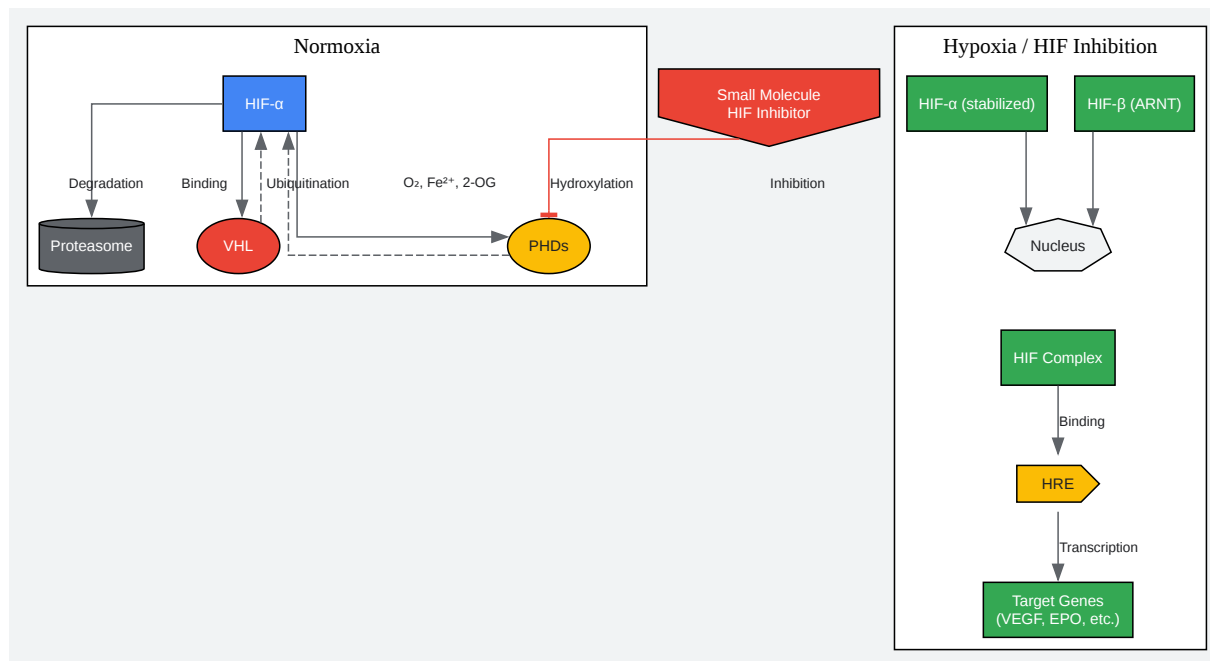 Normoxia
HIF-α
Degradation
Binding
Ubiquitination
O₂, Fe²⁺, 2-OG
Hydroxylation
Proteasome
VHL
PHDs
Small Molecule
HIF Inhibitor
Inhibition
Hypoxia / HIF Inhibition
HIF-α (stabilized)
HIF-β (ARNT)
Nucleus
HIF Complex
Binding
HRE
Transcription
Target Genes
(VEGF, EPO, etc.)